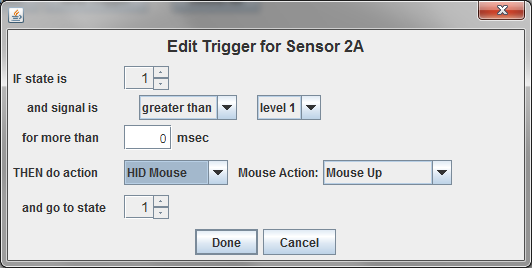 Edit Trigger for Sensor 2A
IF state is 1
and signal is greater than level 1
for more than 0 msec
THEN do action HID Mouse Mouse Action: Mouse Up
and go to state 1
Done Cancel